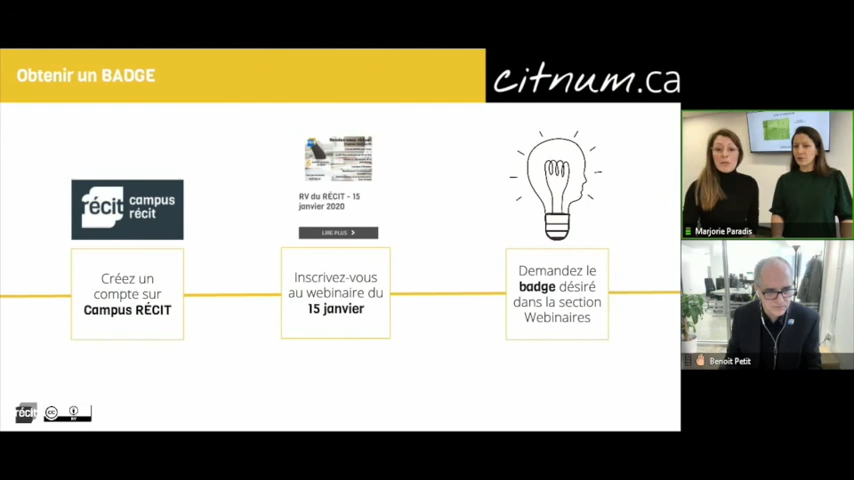 Obtenir un BADGE
citnum.ca
récit campus
récit
RV du RÉCIT - 15
janvier 2020
LIRE PLUS
Créez un
compte sur
Campus RÉCIT
Inscrivez-vous
au webinaire du
15 janvier
Demandez le
badge désiré
dans la section
Webinaires
Marjorie Paradis
Benoit Petit
récit
CC
BY